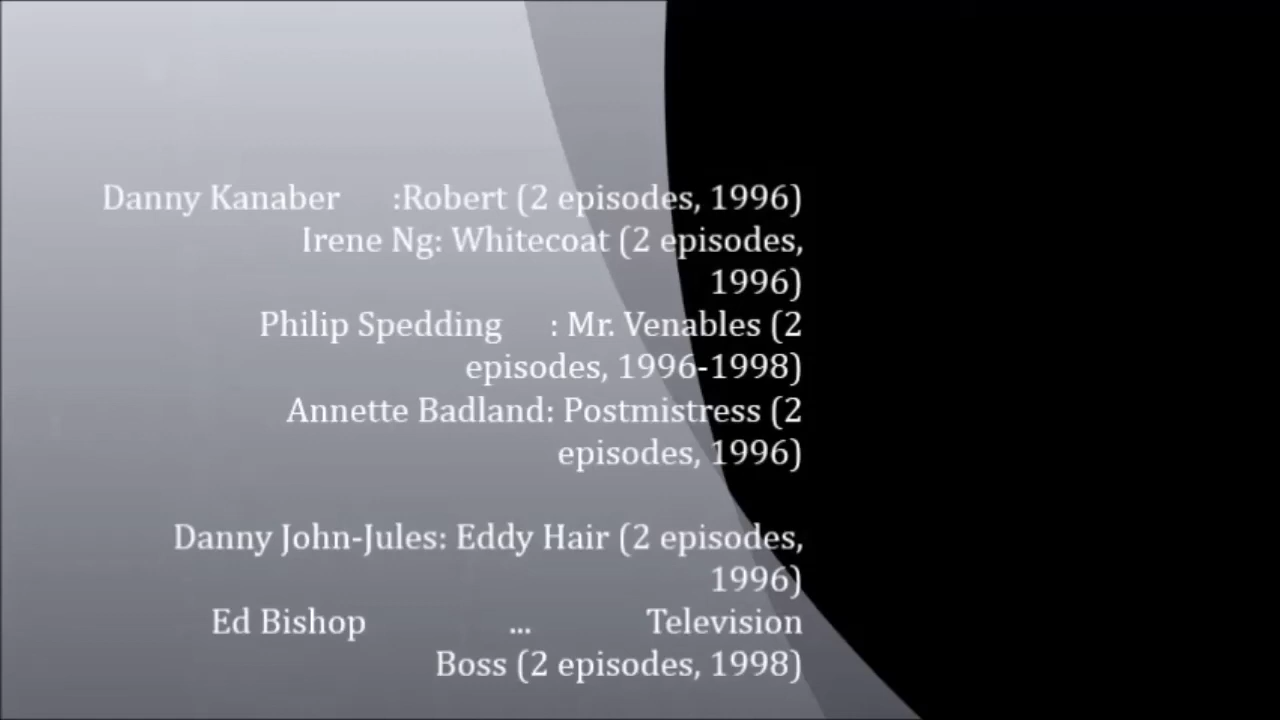 Danny Kanaber :Robert (2 episodes, 1996)
Irene Ng: Whitecoat (2 episodes,
1996)
Philip Spedding : Mr. Venables (2
episodes, 1996-1998)
Annette Badland: Postmistress (2
episodes, 1996)
Danny John-Jules: Eddy Hair (2 episodes,
1996)
Ed Bishop ... Television
Boss (2 episodes, 1998)